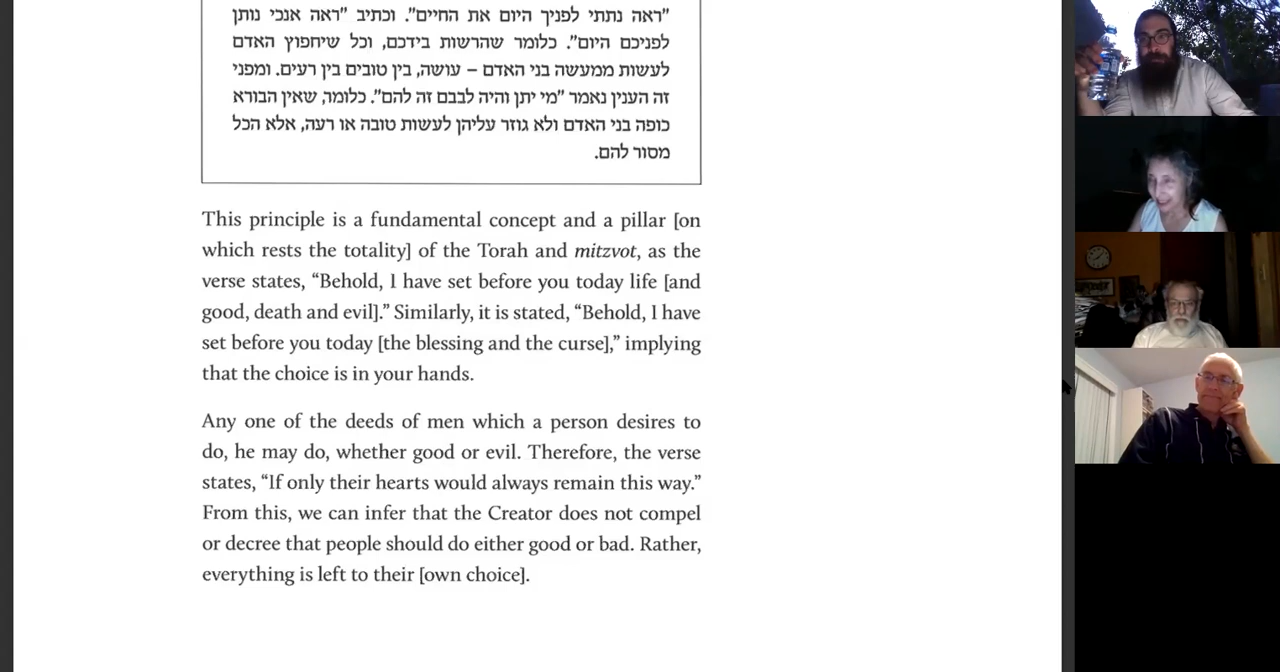 "ראה נתתי לפניך היום את החיים". וכתיב "ראה אנכי נותן
לפניכם היום". כלומר שהרשות בידכם, וכל שיחפוץ האדם
לעשות ממעשה בני האדם – עושה, בין טובים בין רעים. ומפני
זה הענין נאמר "מי יתן והיה לבבם זה להם". כלומר, שאין הבורא
כופה בני האדם ולא גוזר עליהן לעשות טובה או רעה, אלא הכל
מסור להם.
This principle is a fundamental concept and a pillar [on
which rests the totality] of the Torah and mitzvot, as the
verse states, “Behold, I have set before you today life [and
good, death and evil].” Similarly, it is stated, “Behold, I have
set before you today [the blessing and the curse],” implying
that the choice is in your hands.
Any one of the deeds of men which a person desires to
do, he may do, whether good or evil. Therefore, the verse
states, “If only their hearts would always remain this way.”
From this, we can infer that the Creator does not compel
or decree that people should do either good or bad. Rather,
everything is left to their [own choice].